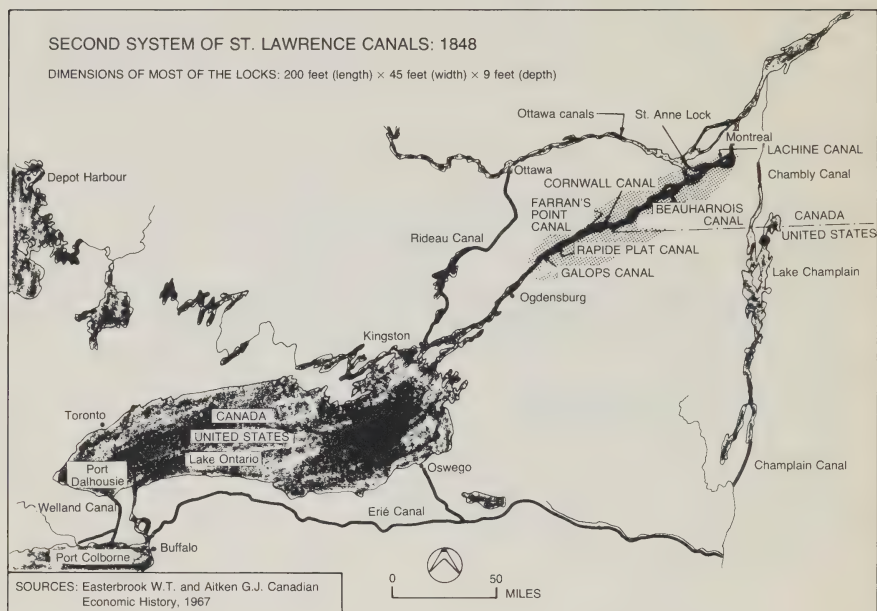 SECOND SYSTEM OF ST. LAWRENCE CANALS: 1848
DIMENSIONS OF MOST OF THE LOCKS: 200 feet (length) × 45 feet (width) × 9 feet (depth)
Ottawa canals
St. Anne Lock
Montreal
LACHINE CANAL
Depot Harbour
Ottawa
Chambly Canal
CORNWALL CANAL
FARRAN'S
POINT
CANAL
BEAUHARNOIS
CANAL
CANADA
UNITED STATES
Rideau Canal
RAPIDE PLAT CANAL
GALOPS CANAL
Lake Champlain
Ogdensburg
Kingston
Toronto
CANADA
UNITED STATES
Lake Ontario
Port
Dalhousie
Oswego
Champlain Canal
Welland Canal
Erié Canal
Buffalo
Port Colborne
SOURCES: Easterbrook W.T. and Aitken G.J. Canadian
Economic History, 1967
0 50
MILES